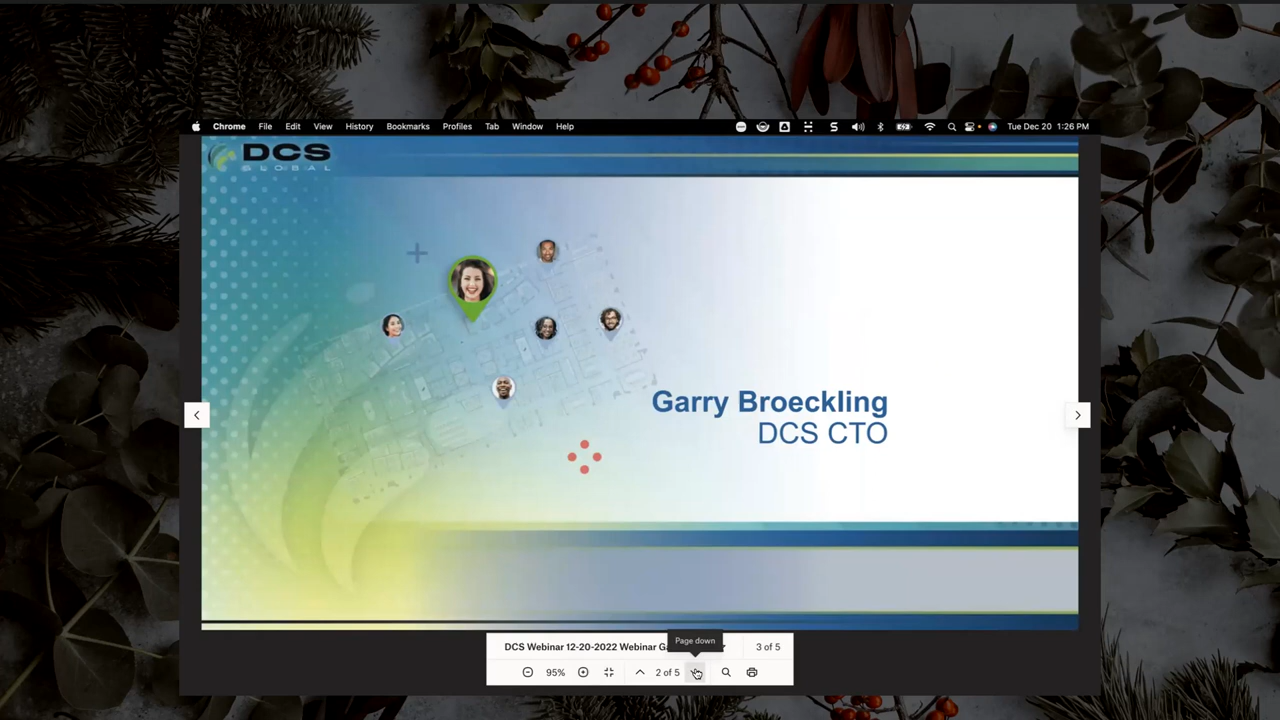 Chrome File Edit View History Bookmarks Profiles Tab Window Help
Tue Dec 20 1:26 PM
DCS
GLOBAL
Garry Broeckling
DCS CTO
Page down
DCS Webinar 12-20-2022 Webinar
3 of 5
95%
2 of 5